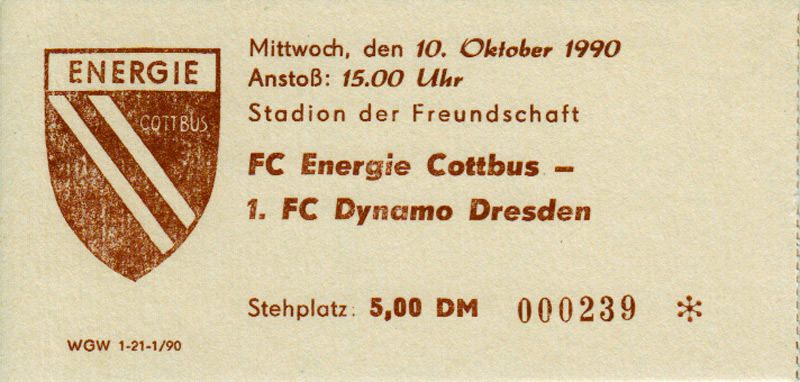 ENERGIE
COTTBUS
Mittwoch, den 10. Oktober 1990
Anstoß: 15.00 Uhr
Stadion der Freundschaft
FC Energie Cottbus –
1. FC Dynamo Dresden
Stehplatz: 5,00 DM 000239 *
WGW 1-21-1/90